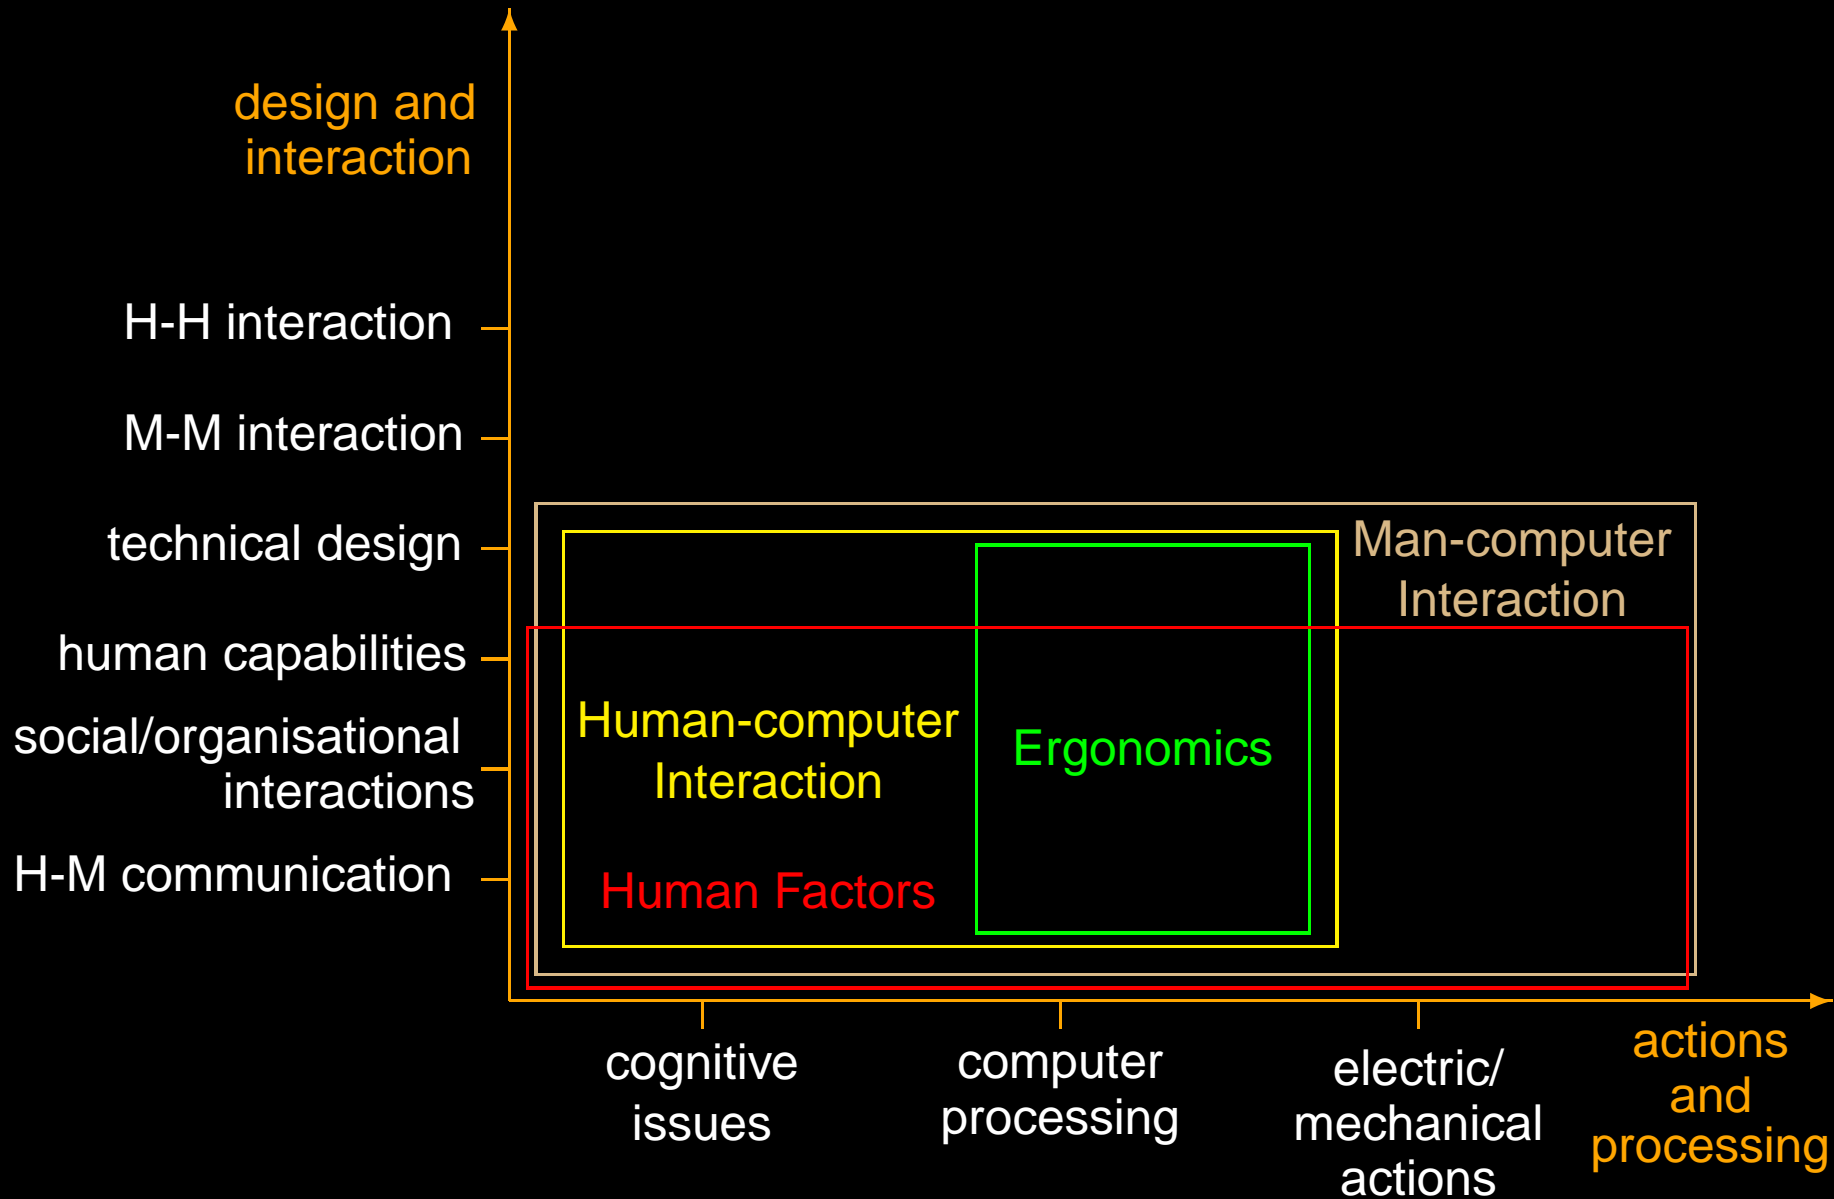 design and
interaction
H-H interaction
M-M interaction
technical design
human capabilities
social/organisational
interactions
H-M communication
Man-computer
Interaction
Human-computer
Interaction
Ergonomics
Human Factors
cognitive
issues
computer
processing
electric/
mechanical
actions
actions
and
processing